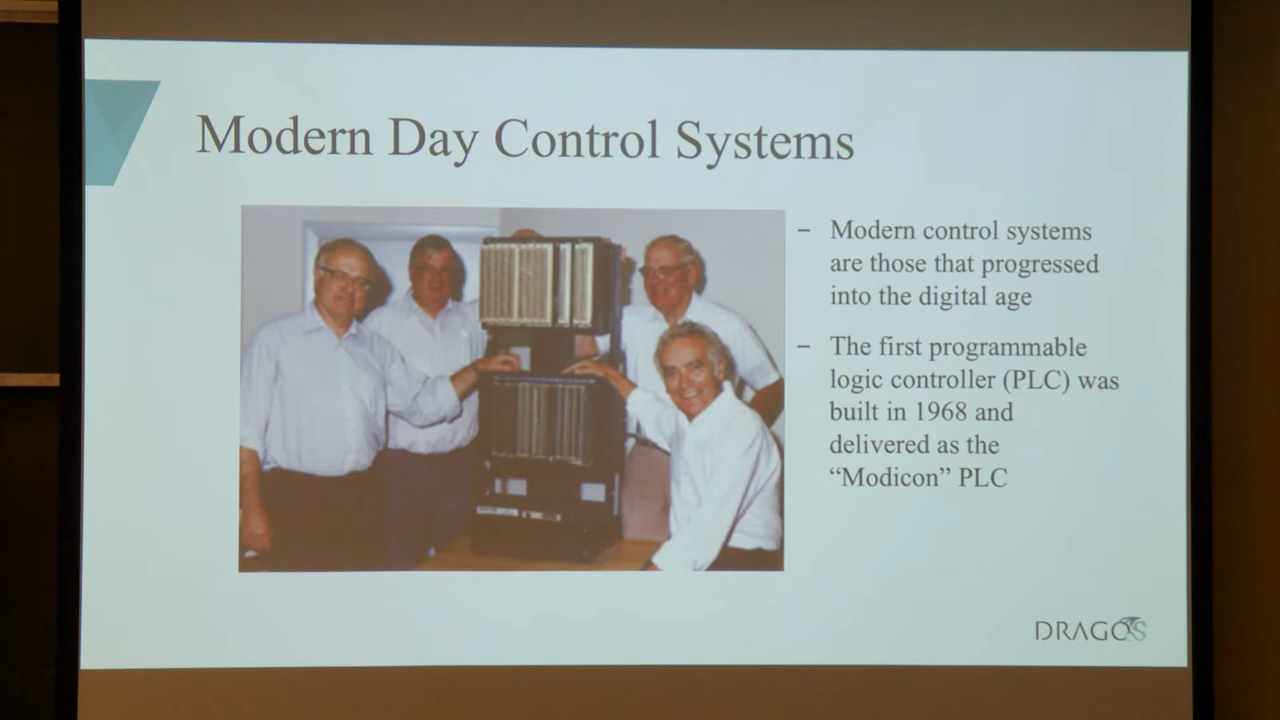 Modern Day Control Systems
– Modern control systems
are those that progressed
into the digital age
– The first programmable
logic controller (PLC) was
built in 1968 and
delivered as the
“Modicon” PLC
DRAGOS